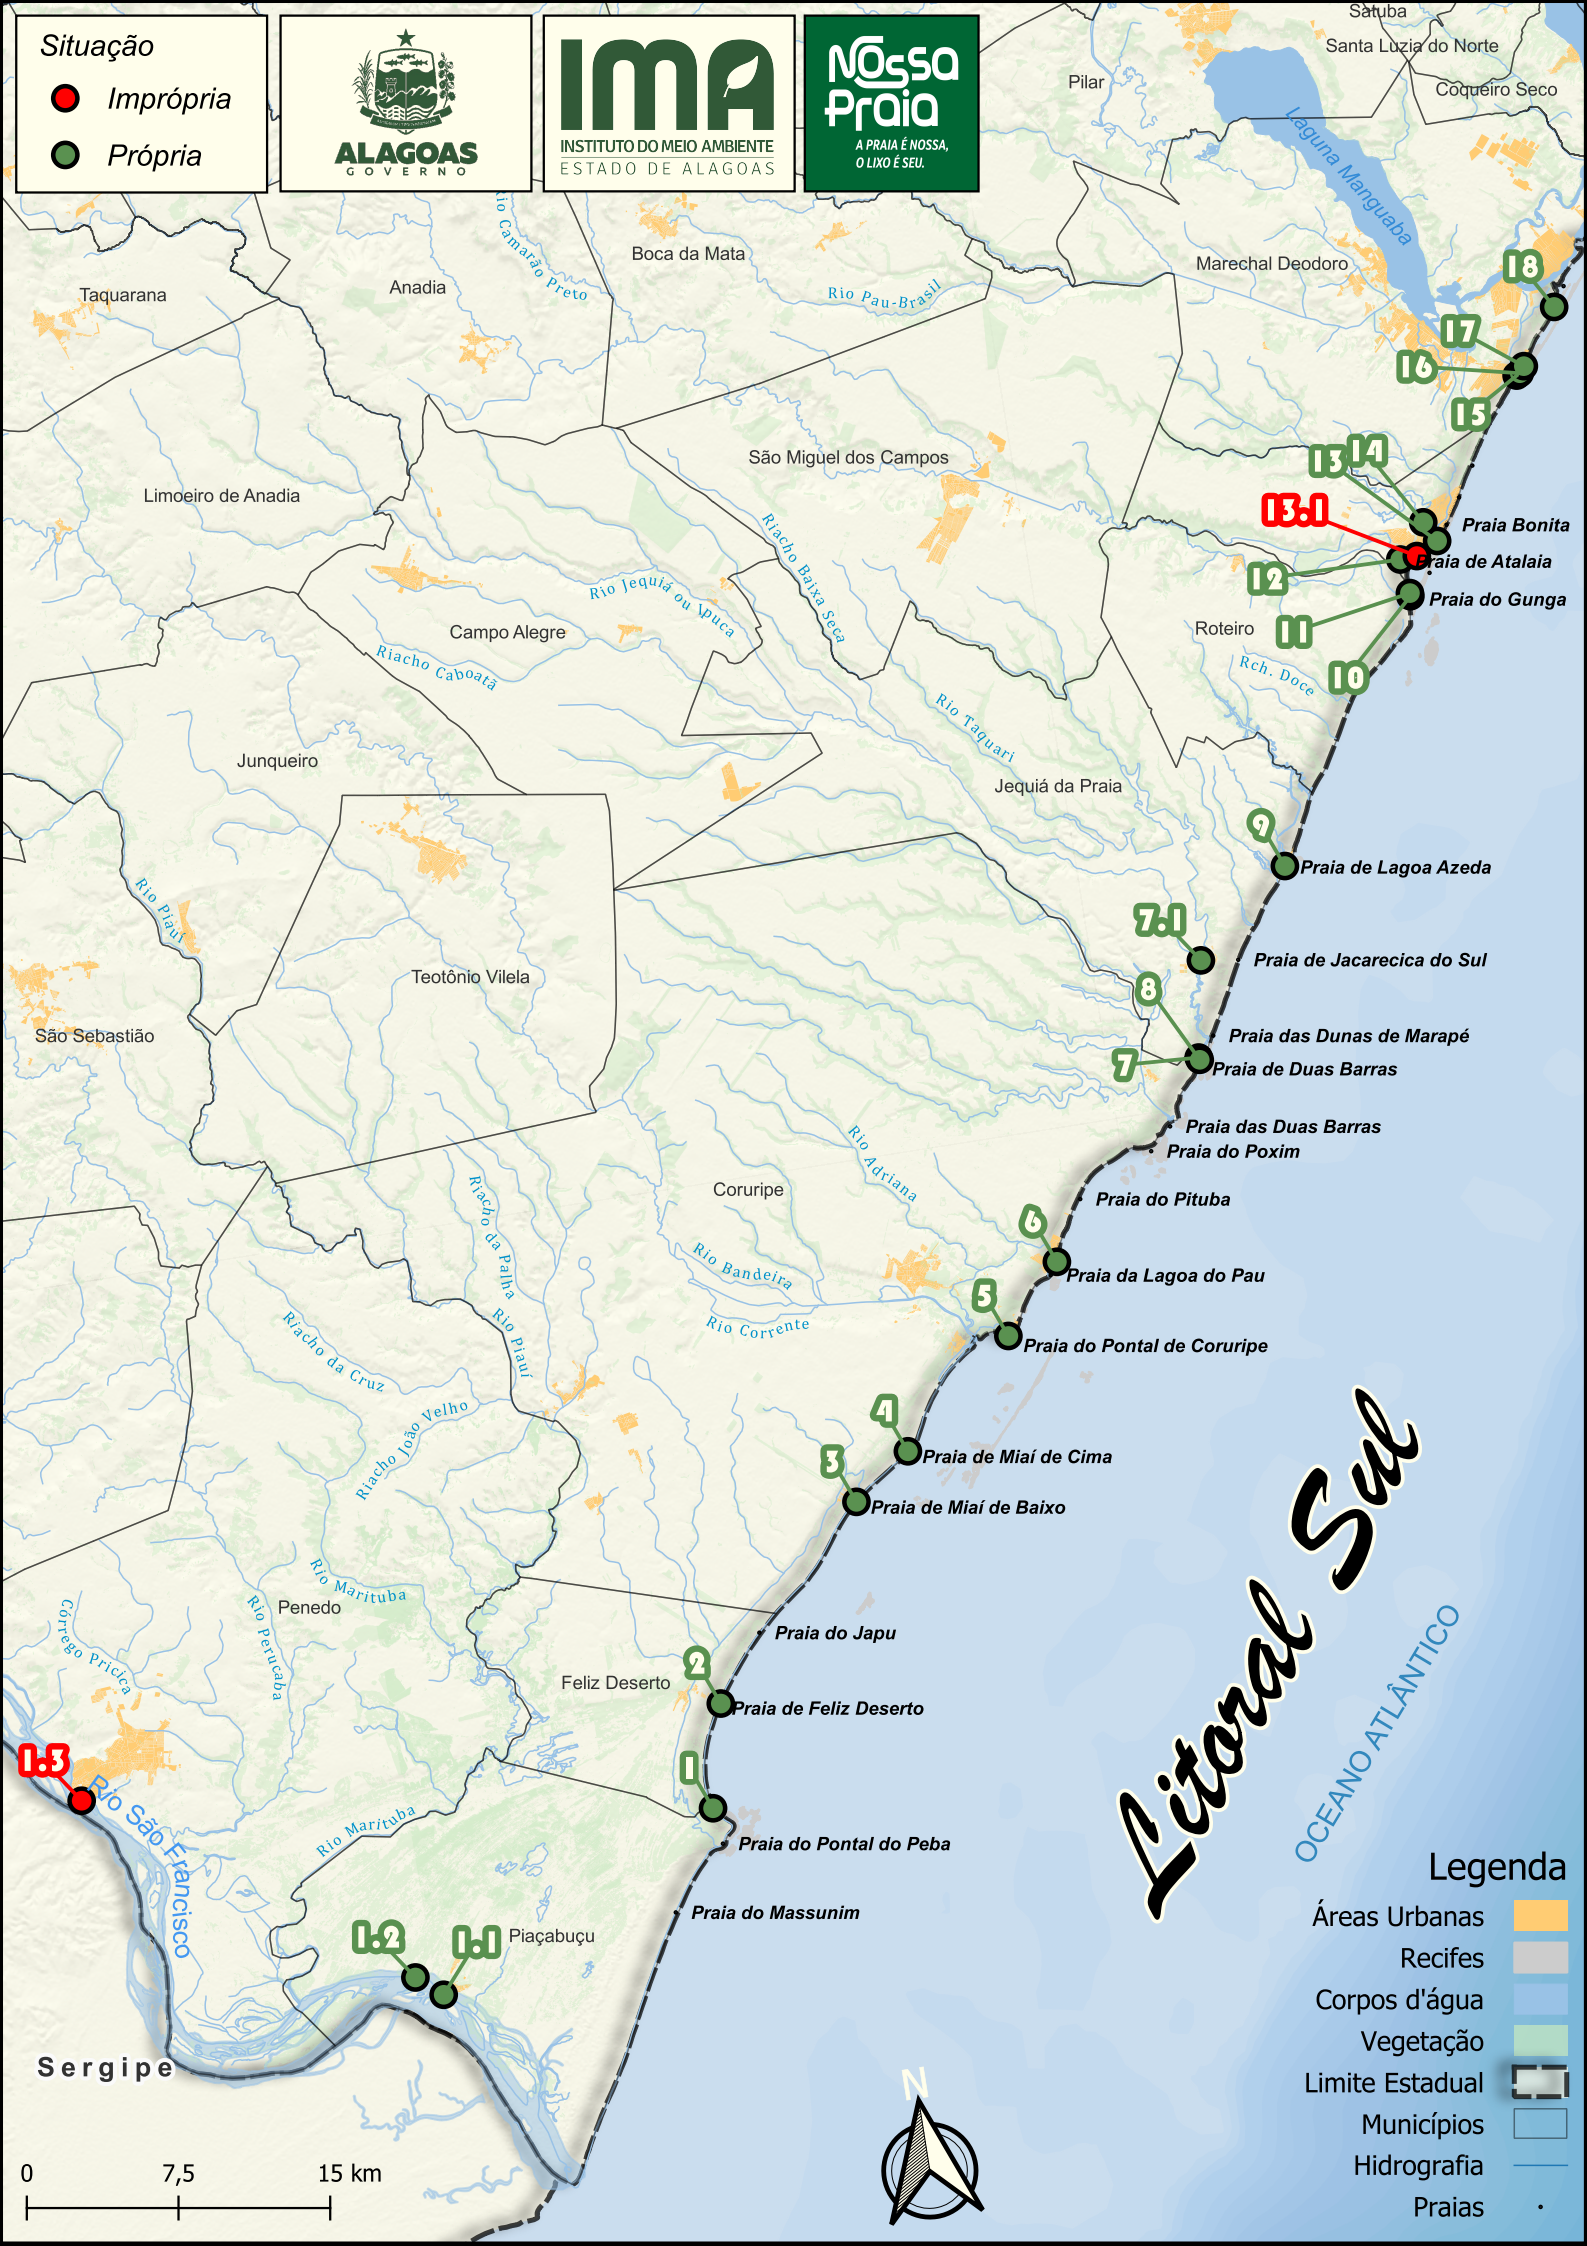 Situação
Imprópria
Própria
ALAGOAS
GOVERNO
IMA
INSTITUTO DO MEIO AMBIENTE
ESTADO DE ALAGOAS
Nossa
Praia
A PRAIA É NOSSA,
O LIXO É SEU.
Satuba
Santa Luzia do Norte
Pilar
Coqueiro Seco
Laguna Manguaba
Rio Camarão Preto
Boca da Mata
Marechal Deodoro
18
Taquarana
Anadia
Rio Pau-Brasil
17
16
15
14
13
São Miguel dos Campos
Limoeiro de Anadia
13.1
Praia Bonita
Riacho Baixa Seca
Praia de Atalaia
12
Rio Jequiá ou Ipuca
Praia do Gunga
Campo Alegre
Roteiro
11
Riacho Caboatã
Rch. Doce
10
Rio Taquari
Junqueiro
Jequiá da Praia
9
Praia de Lagoa Azeda
Rio Piauí
7.1
Praia de Jacarecica do Sul
Teotônio Vilela
8
São Sebastião
Praia das Dunas de Marapé
7
Praia de Duas Barras
Praia das Duas Barras
Praia do Poxim
Rio Adriana
Coruripe
Praia do Pituba
Riacho da Palha
6
Rio Bandeira
Praia da Lagoa do Pau
5
Rio Corrente
Riacho da Cruz
Rio Piauí
Praia do Pontal de Coruripe
4
Riacho João Velho
Praia de Miaí de Cima
3
Praia de Miaí de Baixo
Litoral Sul
Rio Marituba
Penedo
Córrego Pricica
Rio Perucaba
Praia do Japu
2
Feliz Deserto
Praia de Feliz Deserto
OCEANO ATLÂNTICO
1.3
1
Rio São Francisco
Rio Marituba
Praia do Pontal do Peba
Praia do Massunim
1.2
1.1
Piaçabuçu
Sergipe
N
0 7,5 15 km
Legenda
Áreas Urbanas
Recifes
Corpos d'água
Vegetação
Limite Estadual
Municípios
Hidrografia
Praias